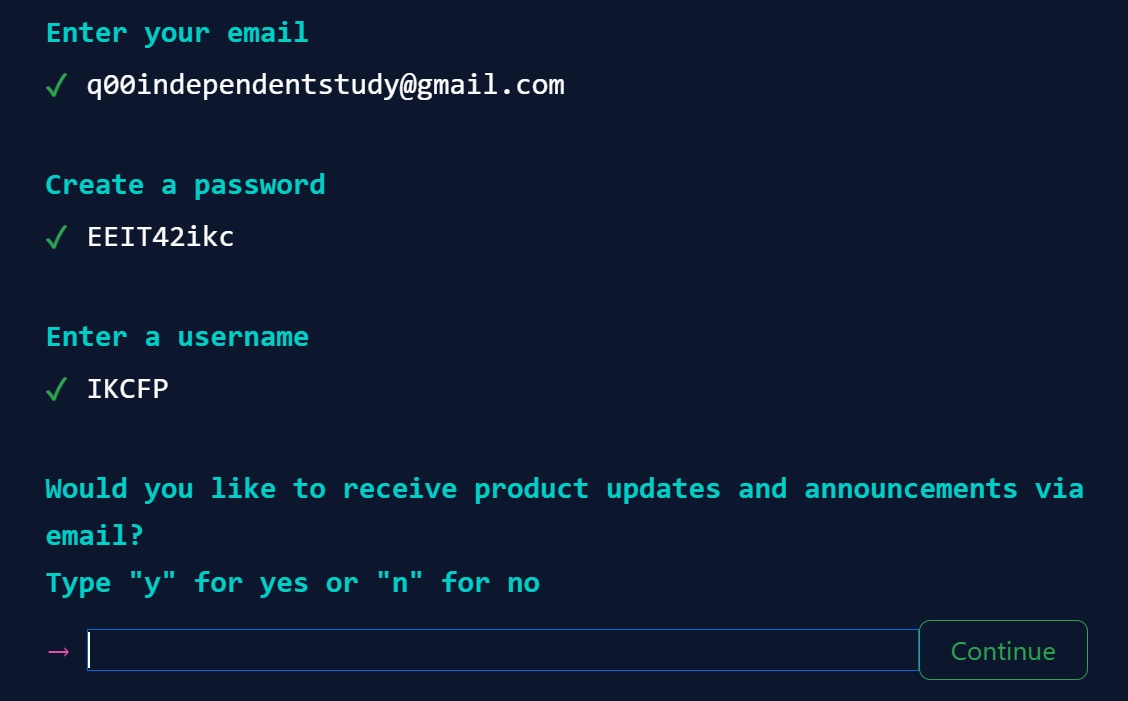 Enter your email
✓ q00independentstudy@gmail.com
Create a password
✓ EEIT42ikc
Enter a username
✓ IKCFP
Would you like to receive product updates and announcements via
email?
Type "y" for yes or "n" for no
→
Continue